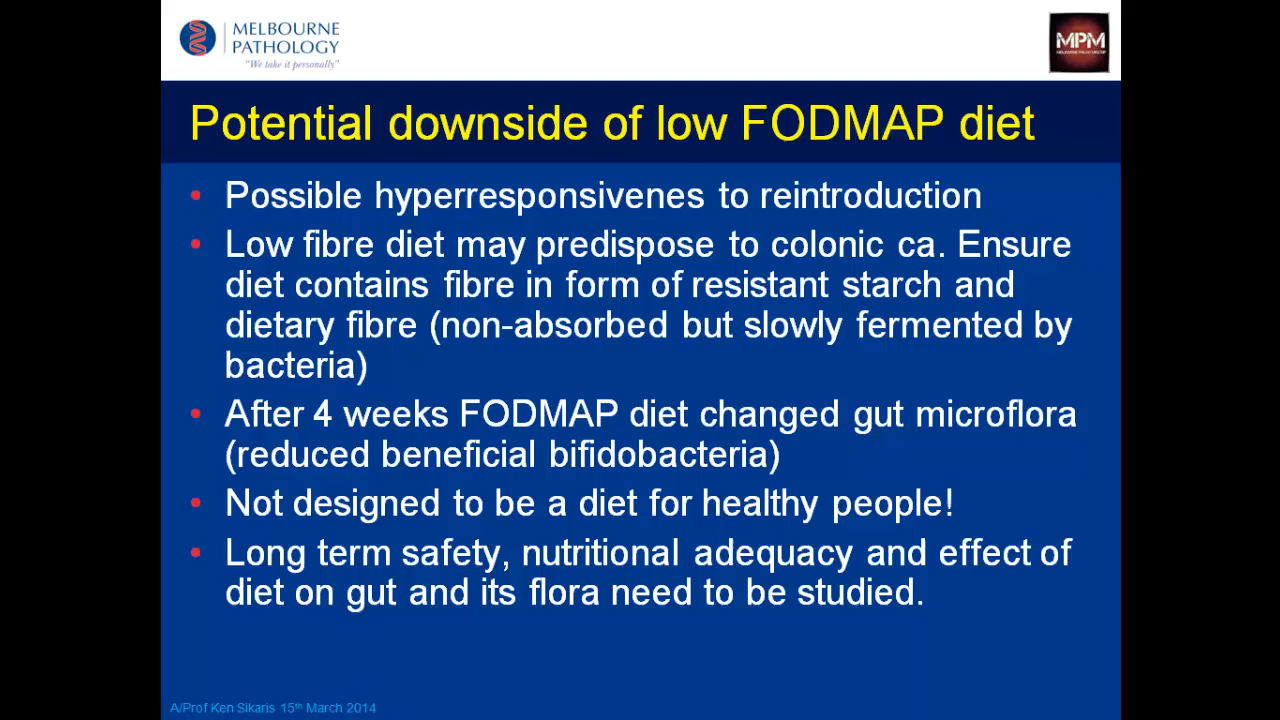 MELBOURNE
PATHOLOGY
"We take it personally"
MPM
Potential downside of low FODMAP diet
• Possible hyperresponsivenes to reintroduction
• Low fibre diet may predispose to colonic ca. Ensure
diet contains fibre in form of resistant starch and
dietary fibre (non-absorbed but slowly fermented by
bacteria)
• After 4 weeks FODMAP diet changed gut microflora
(reduced beneficial bifidobacteria)
• Not designed to be a diet for healthy people!
• Long term safety, nutritional adequacy and effect of
diet on gut and its flora need to be studied.
A/Prof Ken Sikaris 15th March 2014